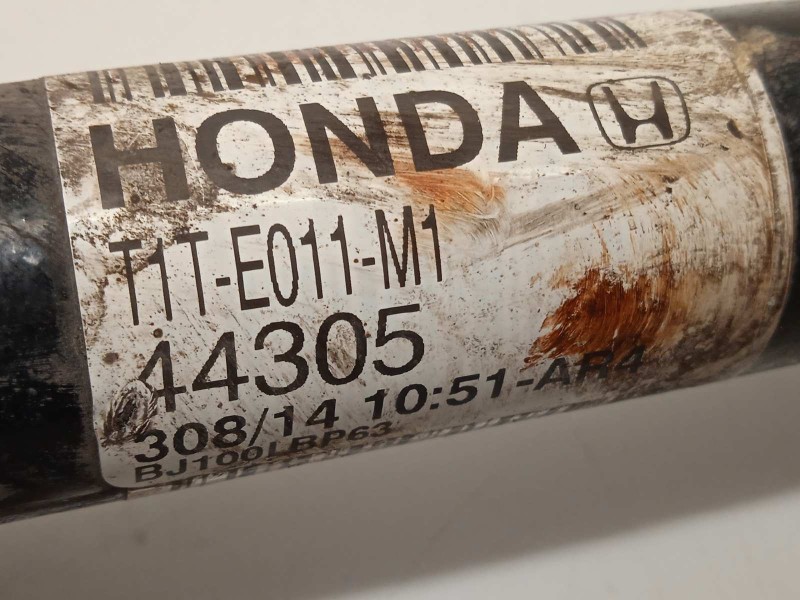 HONDA
T1T-E011-M1
44305
308/14 10:51-AR4
BJ100LBP63